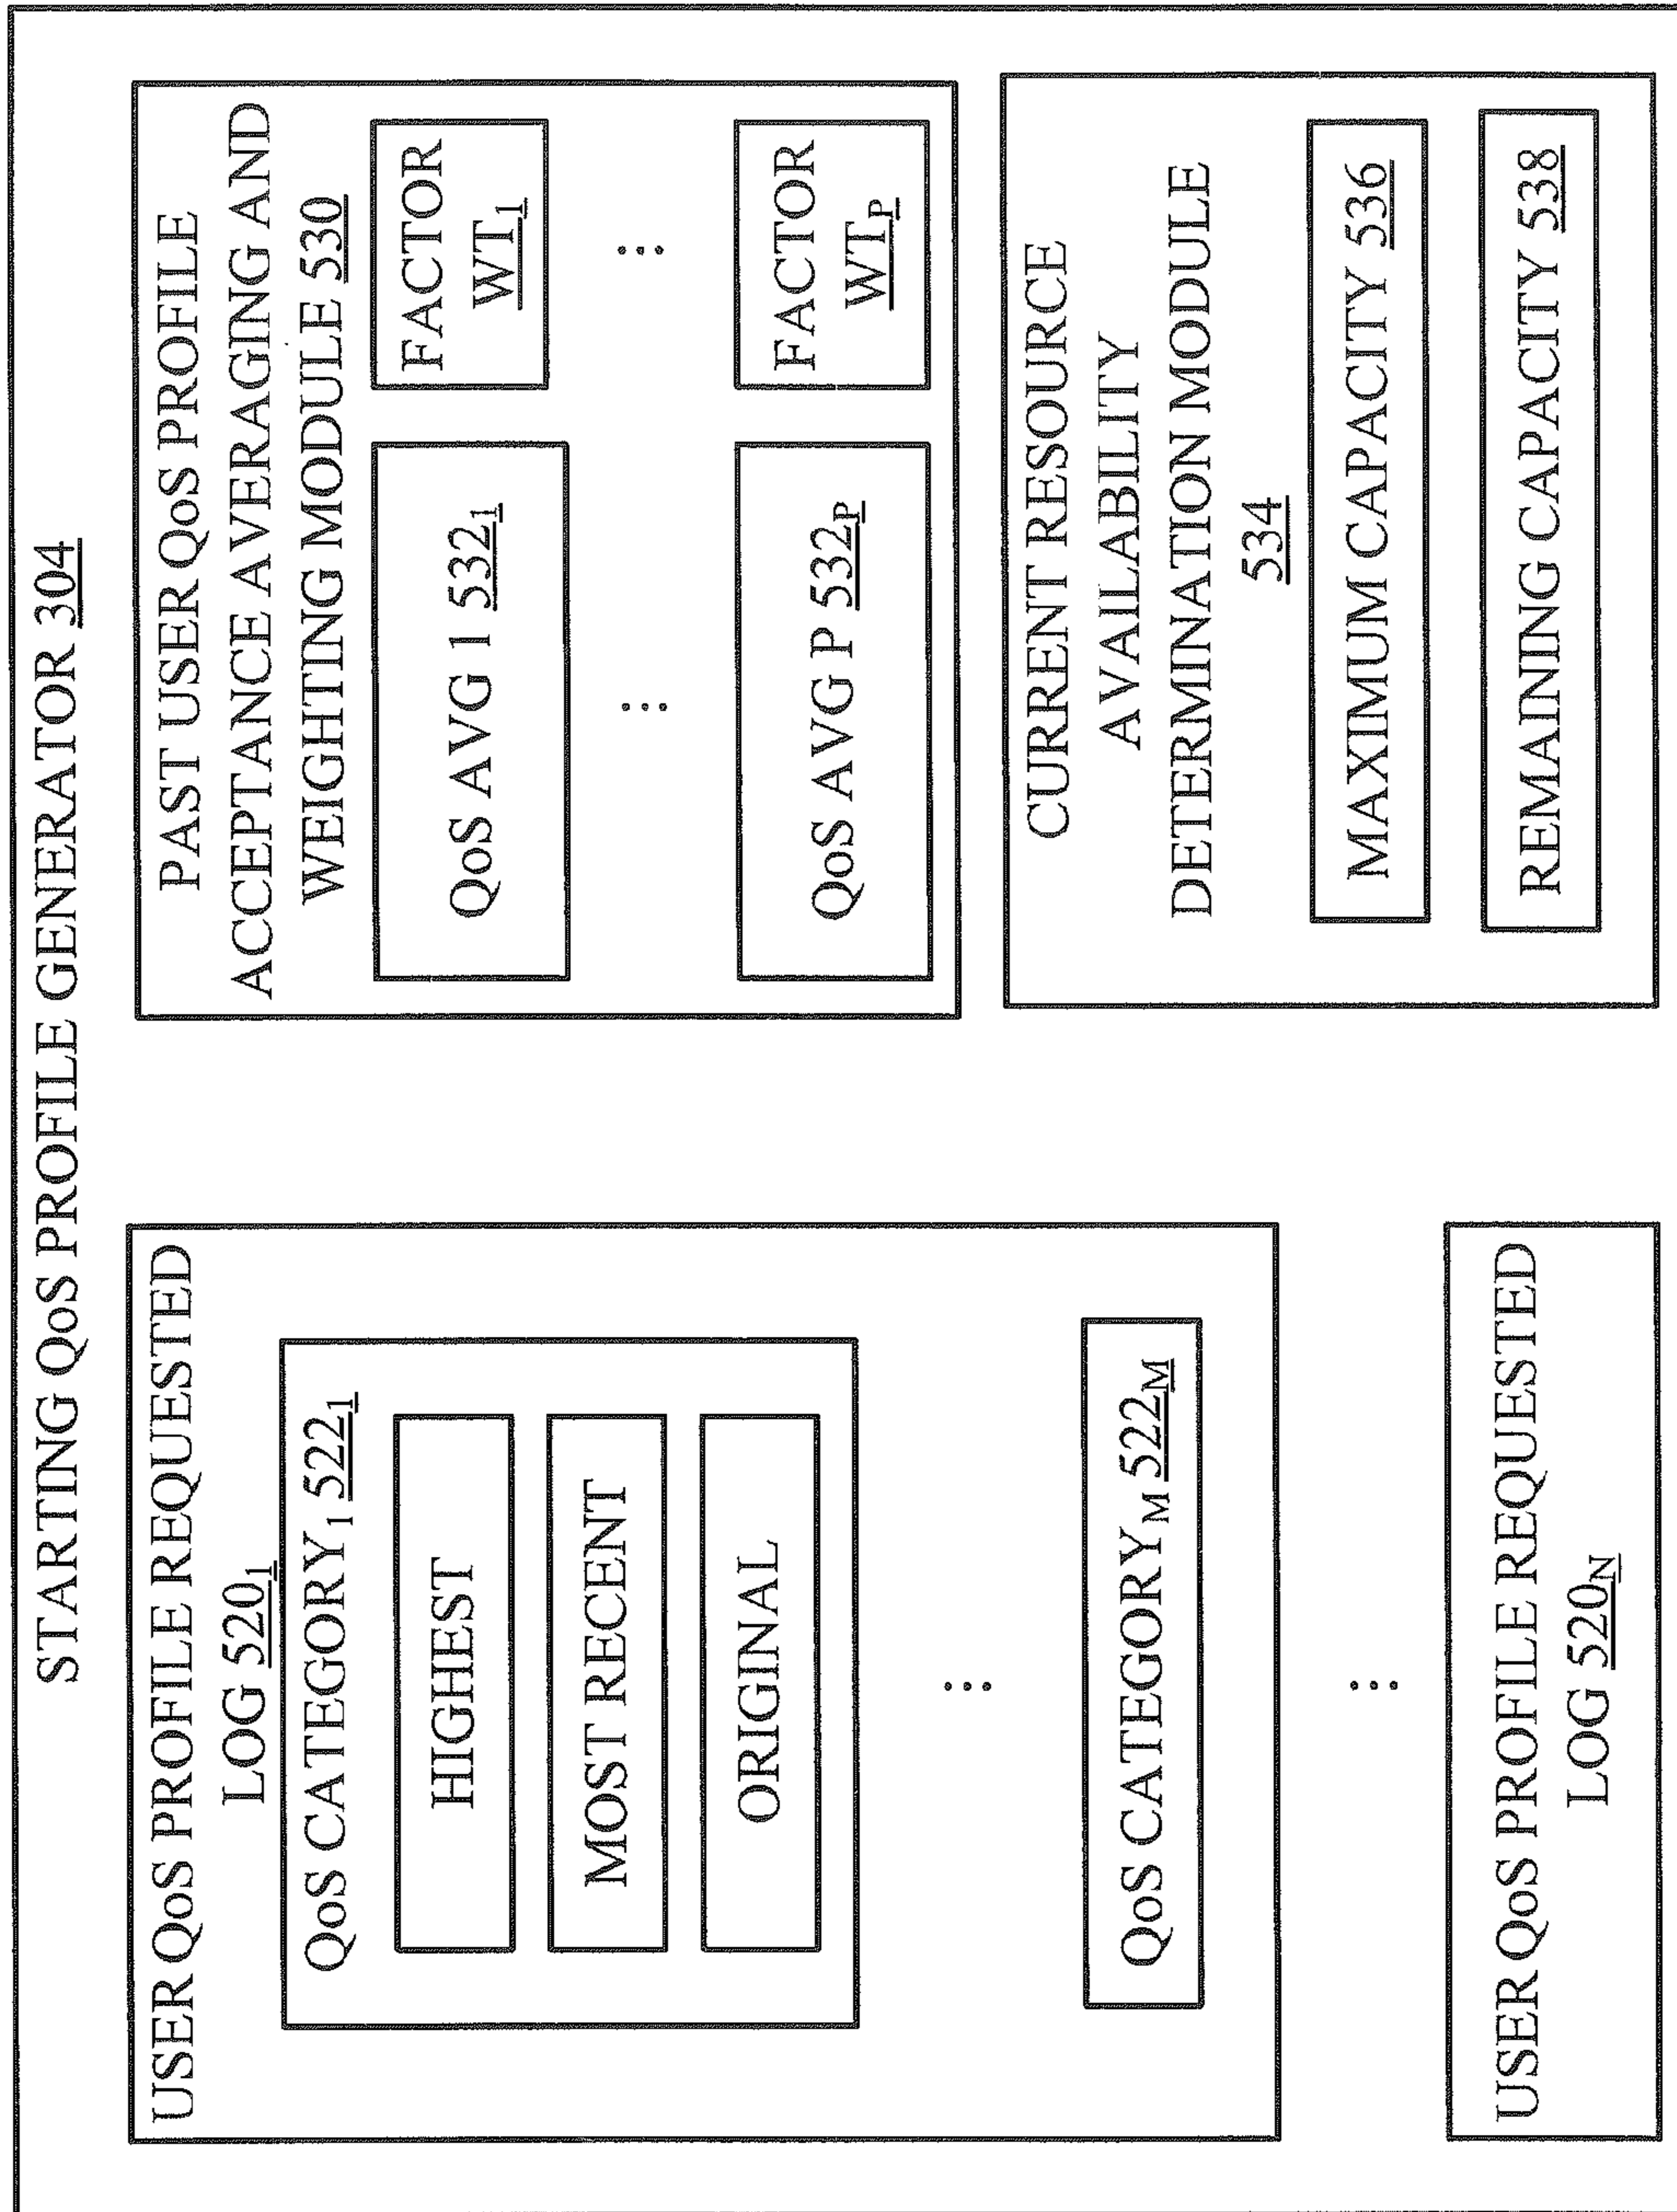 STARTING QoS PROFILE GENERATOR 304
USER QoS PROFILE REQUESTED
LOG 520₁
QoS CATEGORY₁ 522₁
HIGHEST
MOST RECENT
ORIGINAL
...
QoS CATEGORY_M 522_M
...
USER QoS PROFILE REQUESTED
LOG 520_N
PAST USER QoS PROFILE
ACCEPTANCE AVERAGING AND
WEIGHTING MODULE 530
QoS AVG 1 532₁
FACTOR
WT₁
...
...
QoS AVG P 532_P
FACTOR
WT_P
CURRENT RESOURCE
AVAILABILITY
DETERMINATION MODULE
534
MAXIMUM CAPACITY 536
REMAINING CAPACITY 538